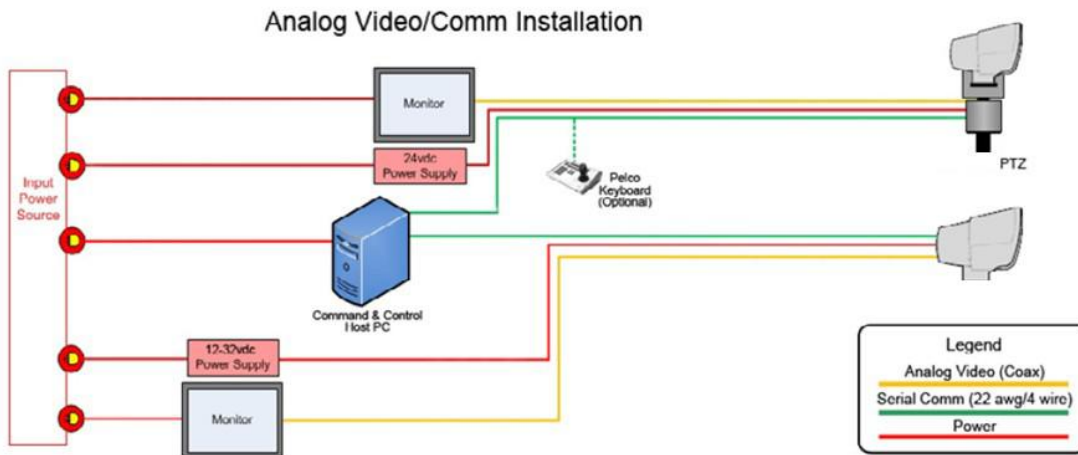 Analog Video/Comm Installation
Monitor
24vdc
Power Supply
Input
Power
Source
Pelco
Keyboard
(Optional)
PTZ
Command & Control
Host PC
12-32vdc
Power Supply
Monitor
Legend
Analog Video (Coax)
Serial Comm (22 awg/4 wire)
Power